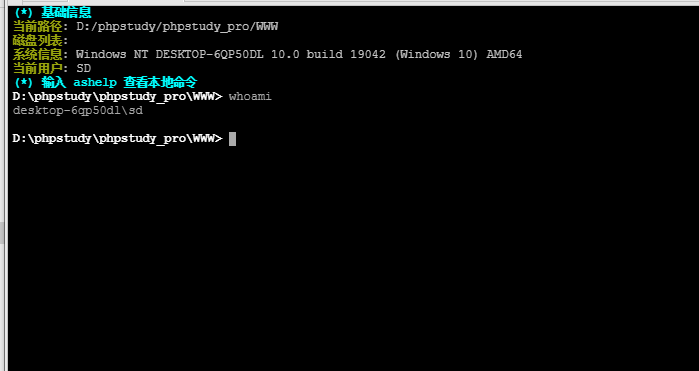 (*) 基础信息
当前路径: D:/phpstudy/phpstudy_pro/WWW
磁盘列表:
系统信息: Windows NT DESKTOP-6QP50DL 10.0 build 19042 (Windows 10) AMD64
当前用户: SD
(*) 输入 ashelp 查看本地命令
D:\phpstudy\phpstudy_pro\WWW> whoami
desktop-6qp50dl\sd
D:\phpstudy\phpstudy_pro\WWW>